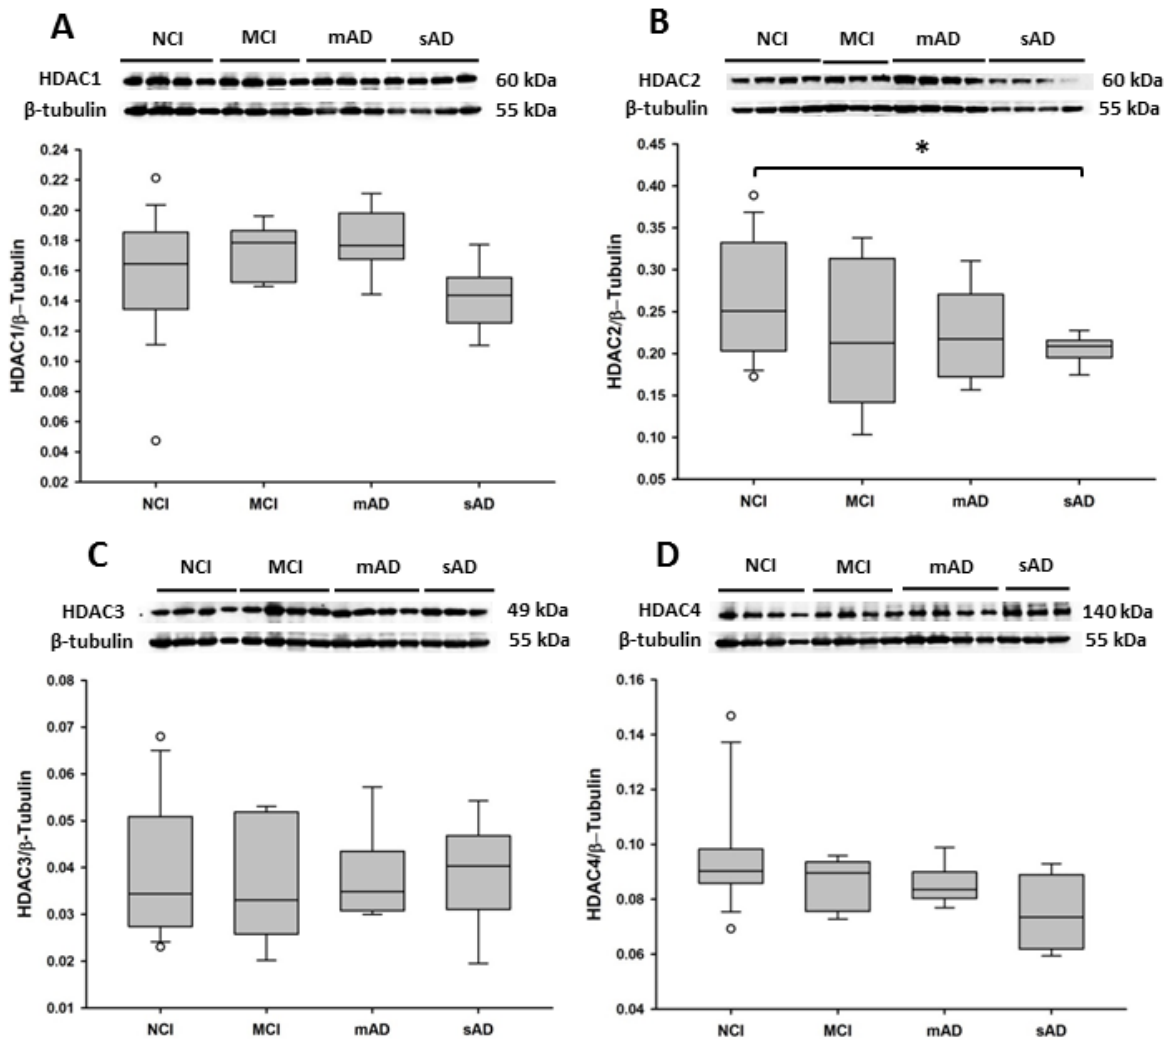 A
NCI MCI mAD sAD
HDAC1 60 kDa
β-tubulin 55 kDa
HDAC1/β–Tubulin
0.24
0.22
0.20
0.18
0.16
0.14
0.12
0.10
0.08
0.06
0.04
0.02
NCI MCI mAD sAD
B
NCI MCI mAD sAD
HDAC2 60 kDa
β-tubulin 55 kDa
*
HDAC2/β–Tubulin
0.45
0.40
0.35
0.30
0.25
0.20
0.15
0.10
0.05
NCI MCI mAD sAD
C
NCI MCI mAD sAD
HDAC3 49 kDa
β-tubulin 55 kDa
HDAC3/β-Tubulin
0.08
0.07
0.06
0.05
0.04
0.03
0.02
0.01
NCI MCI mAD sAD
D
NCI MCI mAD sAD
HDAC4 140 kDa
β-tubulin 55 kDa
HDAC4/β–Tubulin
0.16
0.14
0.12
0.10
0.08
0.06
0.04
NCI MCI mAD sAD